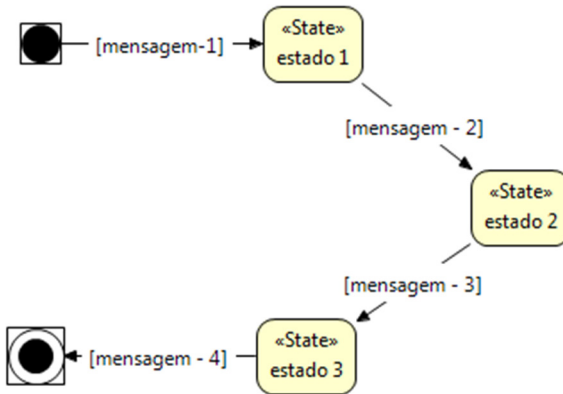 «State»
estado 1
[mensagem-1]
[mensagem - 2]
«State»
estado 2
[mensagem - 3]
«State»
estado 3
[mensagem - 4]